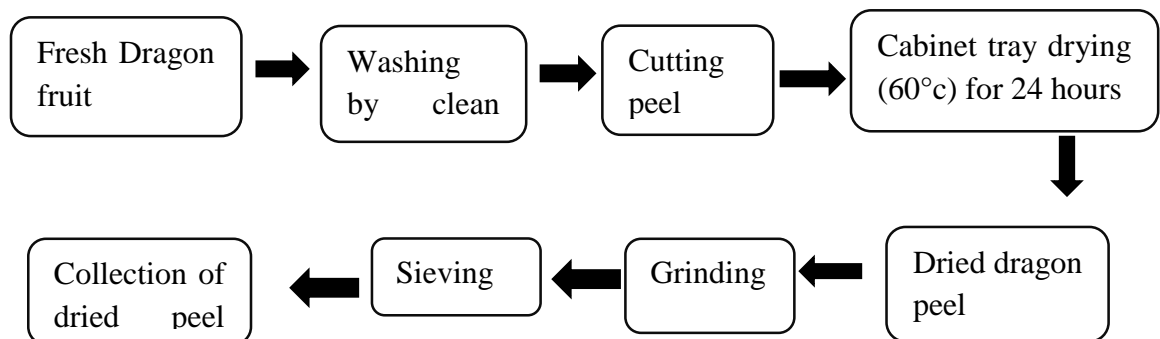 Fresh Dragon
fruit
Washing
by clean
Cutting
peel
Cabinet tray drying
(60°c) for 24 hours
Dried dragon
peel
Grinding
Sieving
Collection of
dried peel